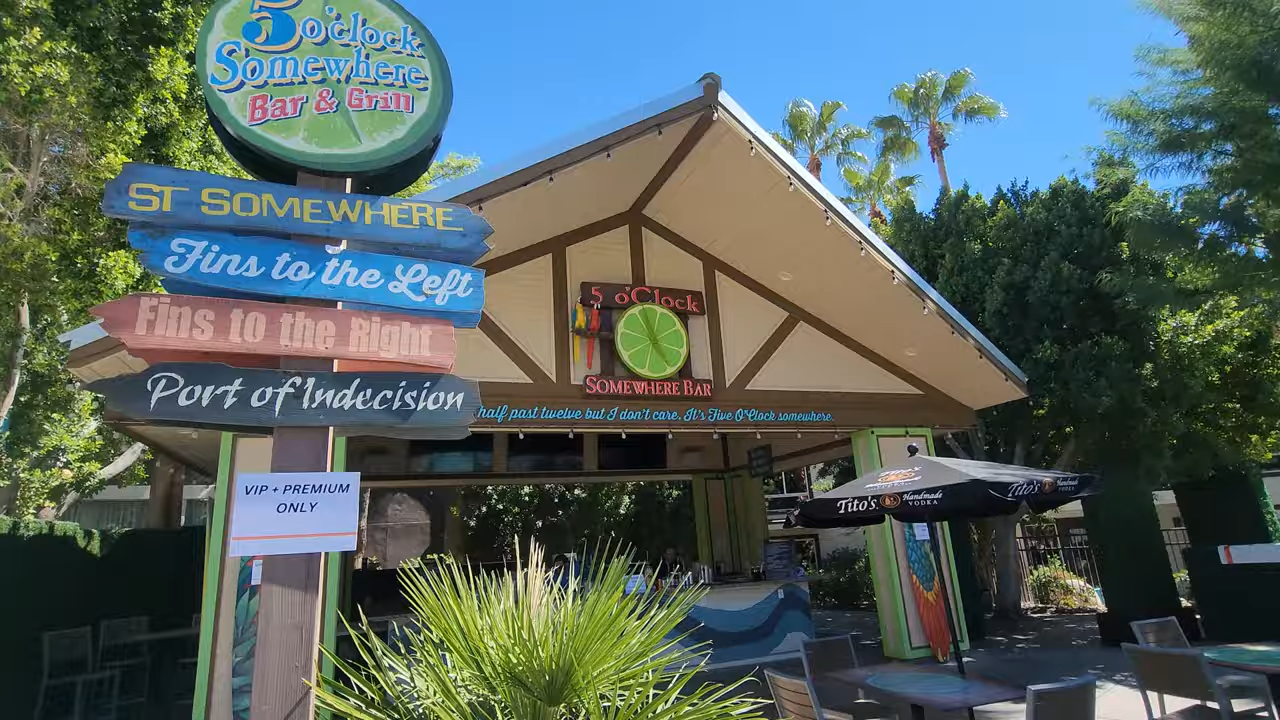 5 o'clock
Somewhere
Bar & Grill
ST SOMEWHERE
Fins to the Left
Fins to the Right
Port of Indecision
VIP + PREMIUM
ONLY
5 o'Clock
SOMEWHERE BAR
half past twelve but I don't care. It's Five O'Clock somewhere.
Tito's Handmade
VODKA
Tito's Handmade
VODKA